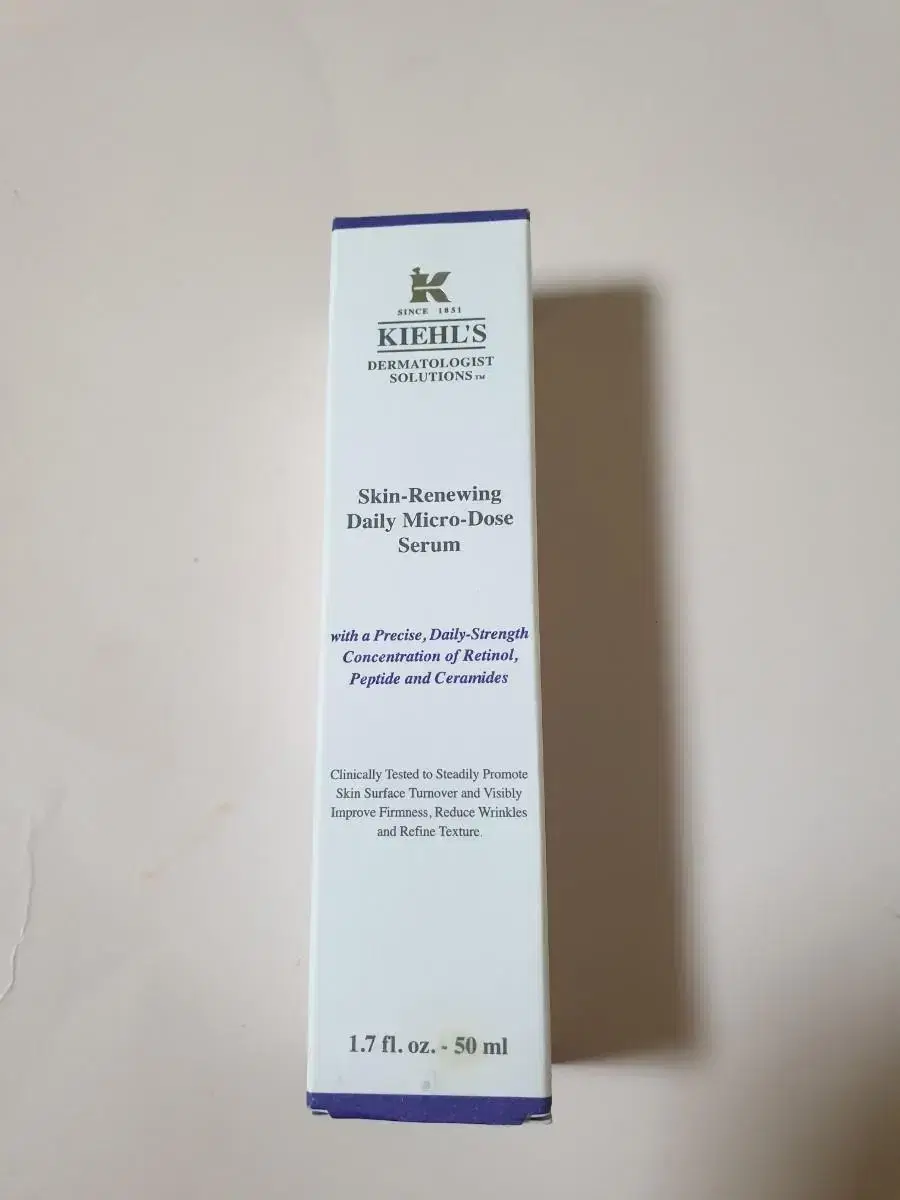 K
SINCE 1851
KIEHL'S
DERMATOLOGIST
SOLUTIONS™
Skin-Renewing
Daily Micro-Dose
Serum
with a Precise, Daily-Strength
Concentration of Retinol,
Peptide and Ceramides
Clinically Tested to Steadily Promote
Skin Surface Turnover and Visibly
Improve Firmness, Reduce Wrinkles
and Refine Texture.
1.7 fl. oz. - 50 ml